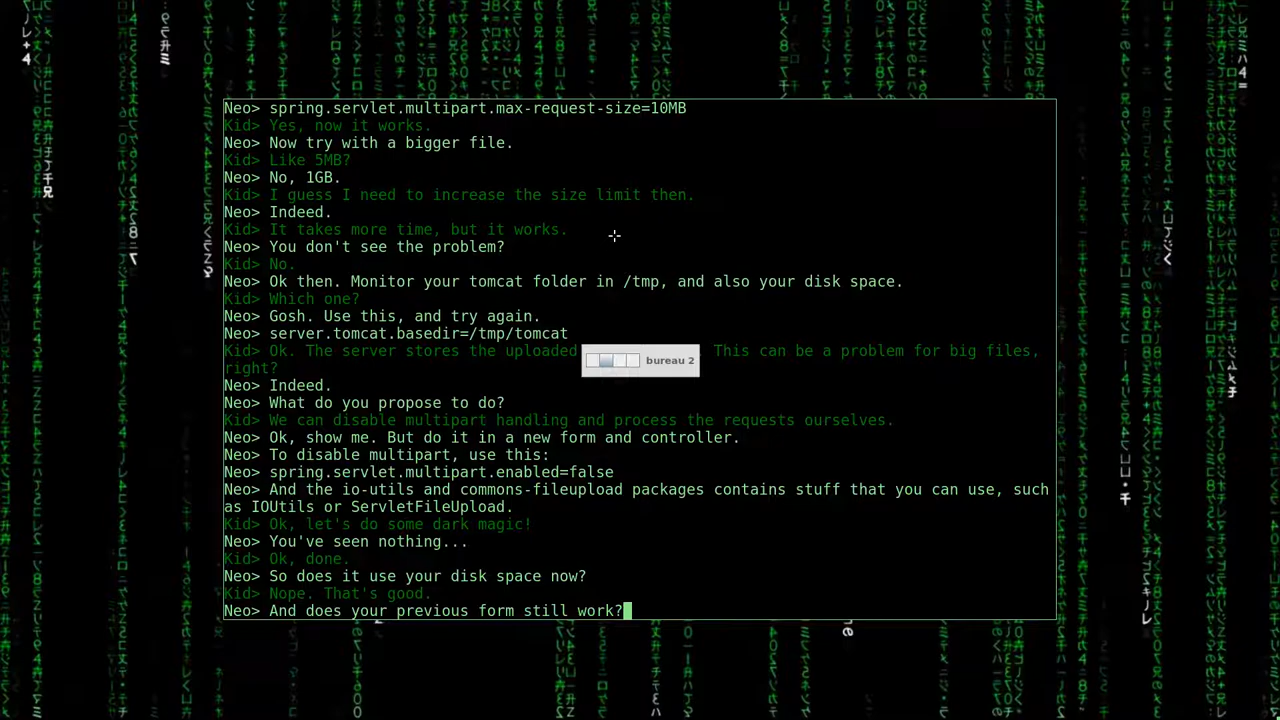 Neo> spring.servlet.multipart.max-request-size=10MB
Kid> Yes, now it works.
Neo> Now try with a bigger file.
Kid> Like 5MB?
Neo> No, 1GB.
Kid> I guess I need to increase the size limit then.
Neo> Indeed.
Kid> It takes more time, but it works.
Neo> You don't see the problem?
Kid> No.
Neo> Ok then. Monitor your tomcat folder in /tmp, and also your disk space.
Kid> Which one?
Neo> Gosh. Use this, and try again.
Neo> server.tomcat.basedir=/tmp/tomcat
Kid> Ok. The server stores the uploaded This can be a problem for big files,
right?
bureau 2
Neo> Indeed.
Neo> What do you propose to do?
Kid> We can disable multipart handling and process the requests ourselves.
Neo> Ok, show me. But do it in a new form and controller.
Neo> To disable multipart, use this:
Neo> spring.servlet.multipart.enabled=false
Neo> And the io-utils and commons-fileupload packages contains stuff that you can use, such
as IOUtils or ServletFileUpload.
Kid> Ok, let's do some dark magic!
Neo> You've seen nothing...
Kid> Ok, done.
Neo> So does it use your disk space now?
Kid> Nope. That's good.
Neo> And does your previous form still work?